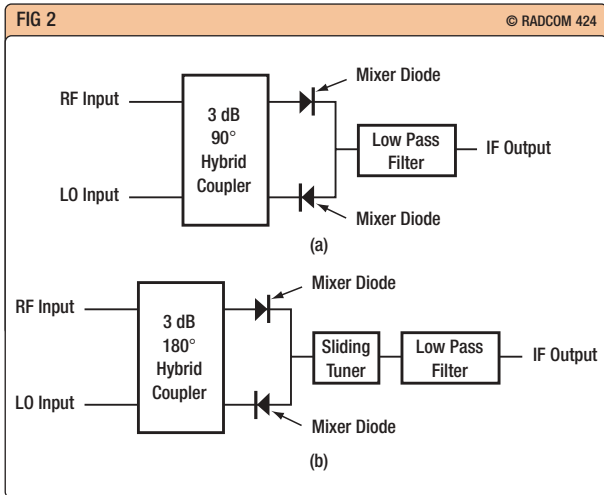 FIG 2
© RADCOM 424
Mixer Diode
RF Input
3 dB
90°
Hybrid
Coupler
Low Pass
Filter
IF Output
LO Input
Mixer Diode
(a)
Mixer Diode
RF Input
3 dB
180°
Hybrid
Coupler
Sliding
Tuner
Low Pass
Filter
IF Output
LO Input
Mixer Diode
(b)